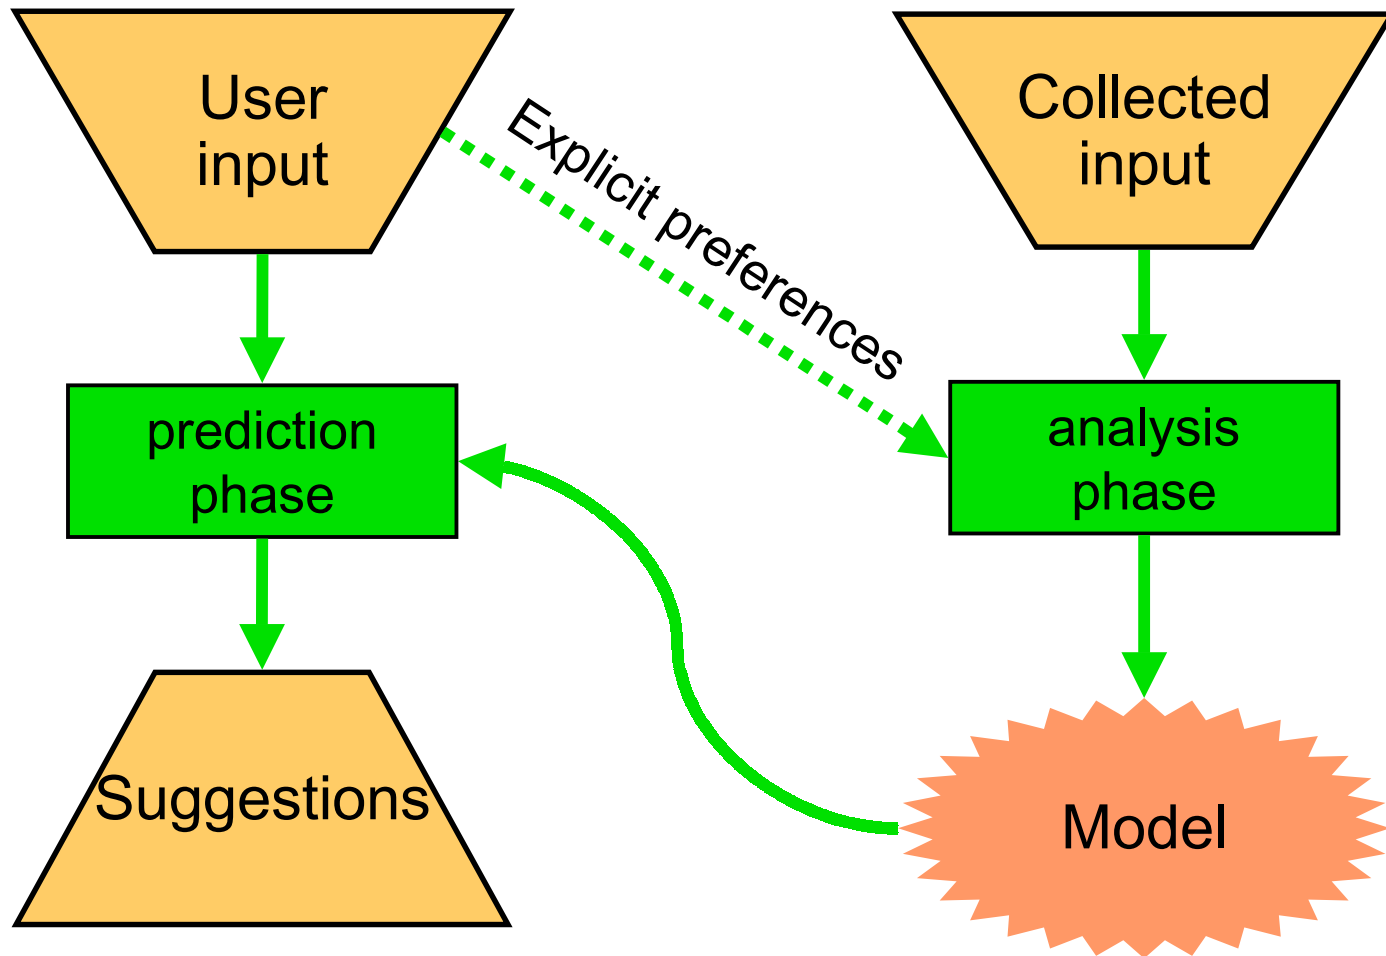 User
input
Collected
input
Explicit preferences
prediction
phase
analysis
phase
Suggestions
Model